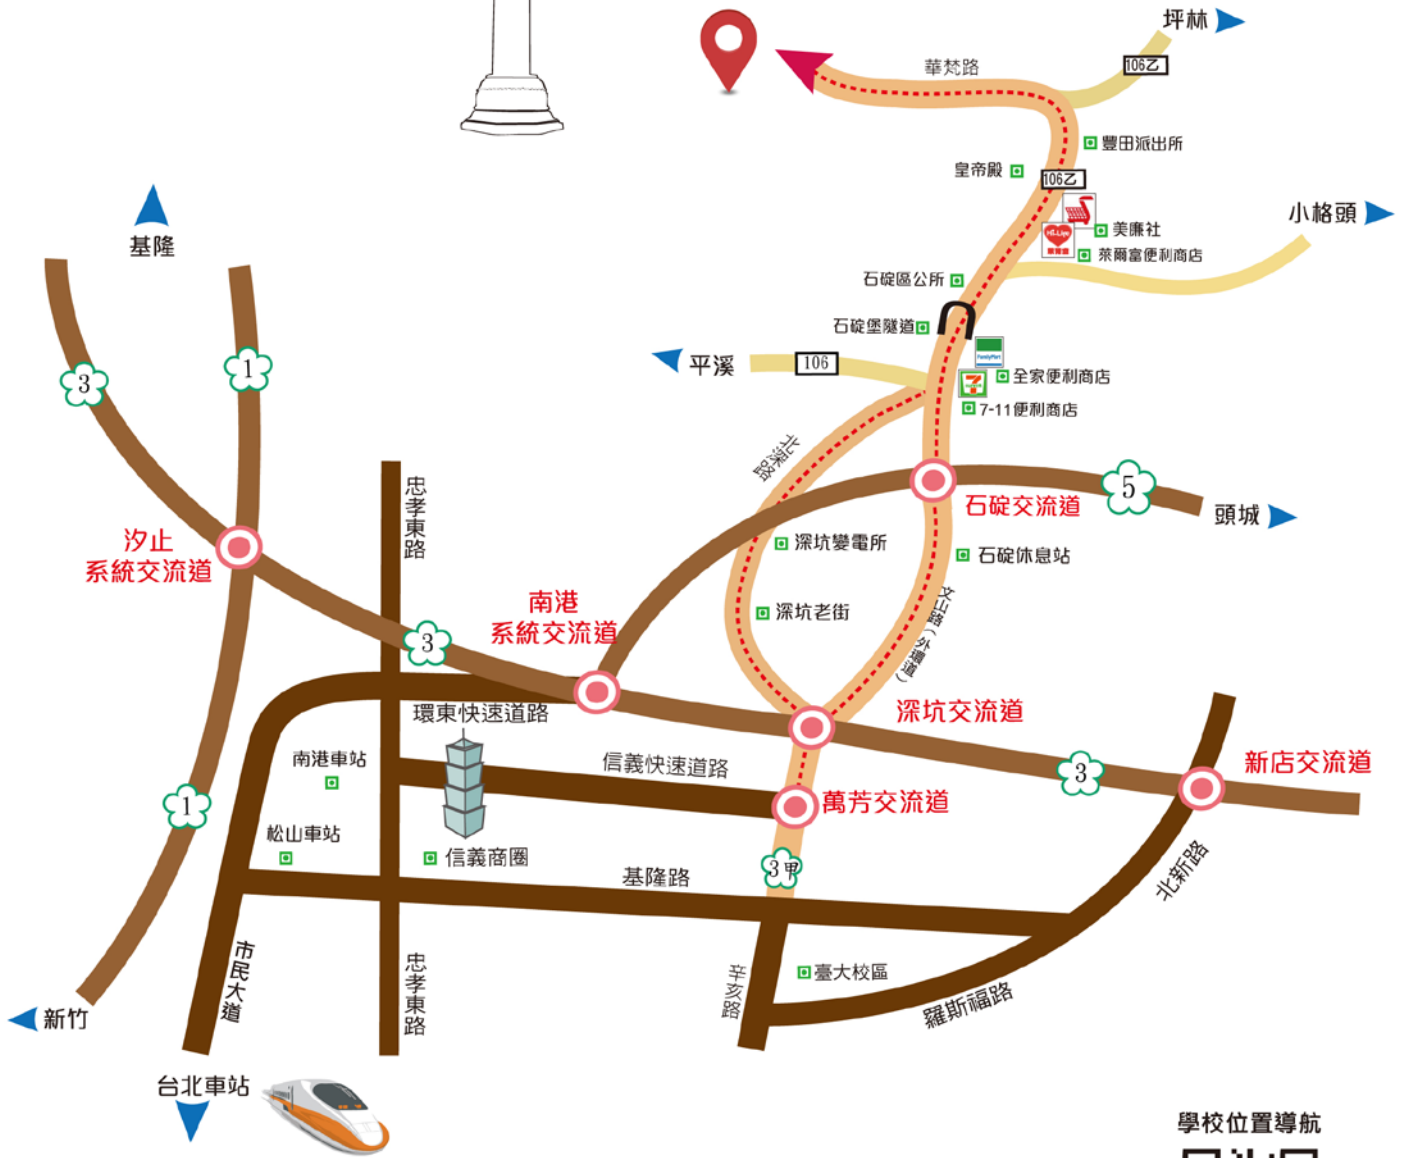 坪林
106乙
華梵路
豐田派出所
皇帝殿
106乙
小格頭
美廉社
Hi-Life
萊爾富
萊爾富便利商店
基隆
石碇區公所
石碇堡隧道
FamilyMart
平溪
106
全家便利商店
7
7-11便利商店
3
1
北深路
忠孝東路
5
石碇交流道
頭城
汐止
系統交流道
深坑變電所
石碇休息站
南港
系統交流道
深坑老街
文山路(外環道)
3
環東快速道路
深坑交流道
南港車站
信義快速道路
3
新店交流道
1
萬芳交流道
松山車站
信義商圈
3甲
基隆路
北新路
市民大道
忠孝東路
辛亥路
臺大校區
羅斯福路
新竹
台北車站
學校位置導航